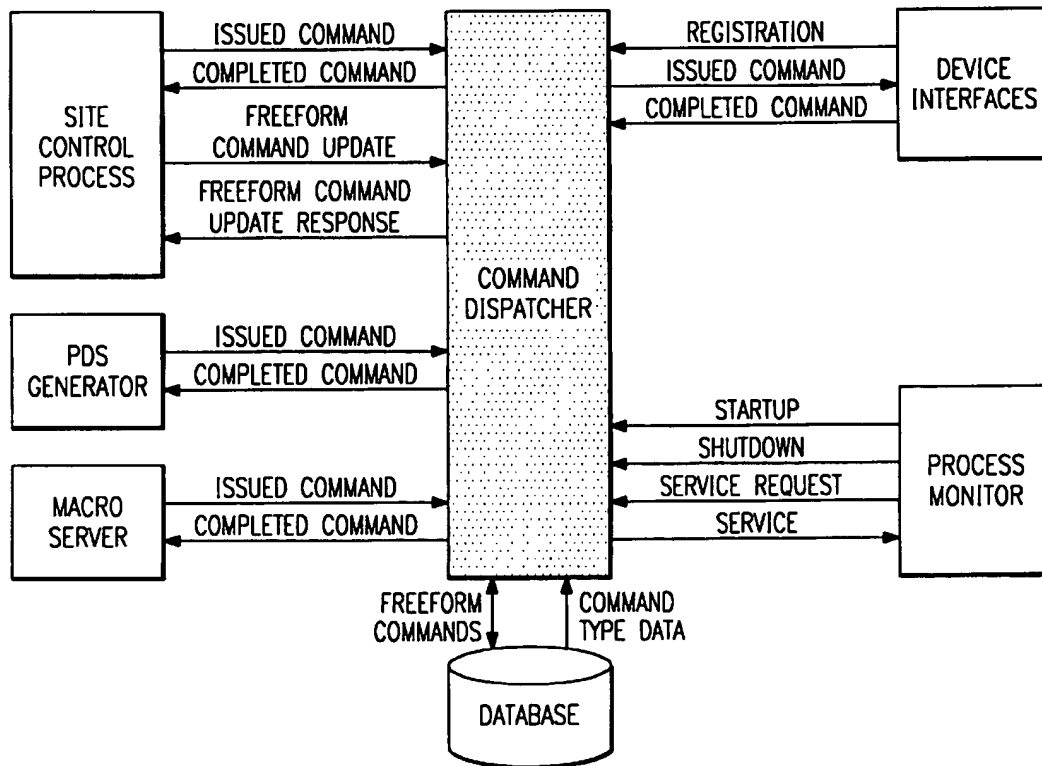 ISSUED COMMAND
COMPLETED COMMAND
FREEFORM
COMMAND UPDATE
FREEFORM COMMAND
UPDATE RESPONSE
SITE
CONTROL
PROCESS
ISSUED COMMAND
COMPLETED COMMAND
PDS
GENERATOR
ISSUED COMMAND
COMPLETED COMMAND
MACRO
SERVER
COMMAND
DISPATCHER
REGISTRATION
ISSUED COMMAND
COMPLETED COMMAND
DEVICE
INTERFACES
STARTUP
SHUTDOWN
SERVICE REQUEST
SERVICE
PROCESS
MONITOR
FREEFORM
COMMANDS
COMMAND
TYPE DATA
DATABASE